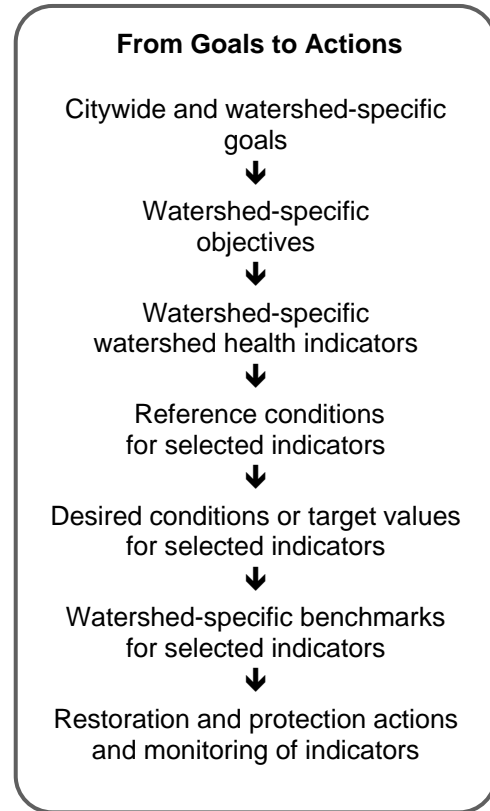 From Goals to Actions
Citywide and watershed-specific
goals
Watershed-specific
objectives
Watershed-specific
watershed health indicators
Reference conditions
for selected indicators
Desired conditions or target values
for selected indicators
Watershed-specific benchmarks
for selected indicators
Restoration and protection actions
and monitoring of indicators